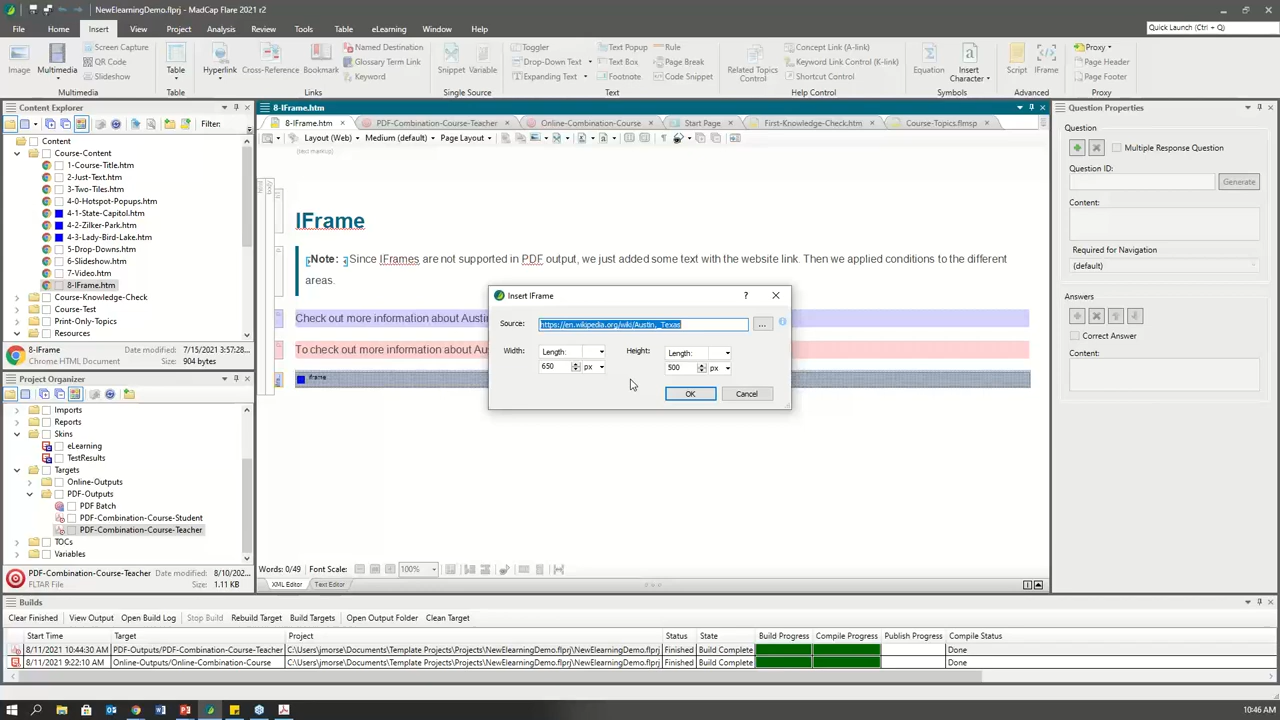 NewElearningDemo.flprj - MadCap Flare 2021 r2
File Home Insert View Project Analysis Review Tools Table eLearning Window Help
Quick Launch (Ctrl + Q)
Image Multimedia Screen Capture QR Code Slideshow
Multimedia
Table
Table
Hyperlink Cross-Reference Bookmark Named Destination Glossary Term Link Keyword
Links
Snippet Variable
Single Source
Toggler Drop-Down Text Expanding Text Text Popup Text Box Footnote Rule Page Break Code Snippet
Text
Related Topics Control Concept Link (A-link) Keyword Link Control (K-link) Shortcut Control
Help Control
Equation Insert Character
Symbols
Script IFrame
Advanced
Proxy Page Header Page Footer
Proxy
Content Explorer
Filter:
Content
Course-Content
1-Course-Title.htm
2-Just-Text.htm
3-Two-Tiles.htm
4-0-Hotspot-Popups.htm
4-1-State-Capitol.htm
4-2-Zilker-Park.htm
4-3-Lady-Bird-Lake.htm
5-Drop-Downs.htm
6-Slideshow.htm
7-Video.htm
8-IFrame.htm
Course-Knowledge-Check
Course-Test
Print-Only-Topics
Resources
8-IFrame Date modified: 7/15/2021 3:57:28...
Chrome HTML Document Size: 904 bytes
Project Organizer
Imports
Reports
Skins
eLearning
TestResults
Targets
Online-Outputs
PDF-Outputs
PDF Batch
PDF-Combination-Course-Student
PDF-Combination-Course-Teacher
TOCs
Variables
PDF-Combination-Course-Teacher Date modified: 8/10/202...
FLTAR File Size: 1.11 KB
8-IFrame.htm
8-IFrame.htm PDF-Combination-Course-Teacher Online-Combination-Course Start Page First-Knowledge-Check.htm Course-Topics.flmsp
Layout (Web) Medium (default) Page Layout
IFrame
Note: Since IFrames are not supported in PDF output, we just added some text with the website link. Then we applied conditions to the different
areas.
Check out more information about Austin
To check out more information about Aus
iframe
Insert IFrame
?
Source: https://en.wikipedia.org/wiki/Austin,_Texas ...
Width: Length: Height: Length:
650 px 500 px
OK Cancel
Words: 0/49 Font Scale: 100%
XML Editor Text Editor
Question Properties
Question
Multiple Response Question
Question ID:
Generate
Content:
Required for Navigation
(default)
Answers
Correct Answer
Content:
Builds
Clear Finished View Output Open Build Log Stop Build Rebuild Target Build Targets Open Output Folder Clean Target
Start Time Target Project Status State Build Progress Compile Progress Publish Progress Compile Status
8/11/2021 10:44:30 AM PDF-Outputs/PDF-Combination-Course-Teacher C:\Users\jmorse\Documents\Template Projects\Projects\NewElearningDemo.flprj\NewElearningDemo.flprj Finished Build Complete Done
8/11/2021 9:22:10 AM Online-Outputs/Online-Combination-Course C:\Users\jmorse\Documents\Template Projects\Projects\NewElearningDemo.flprj\NewElearningDemo.flprj Finished Build Complete Done
10:46 AM